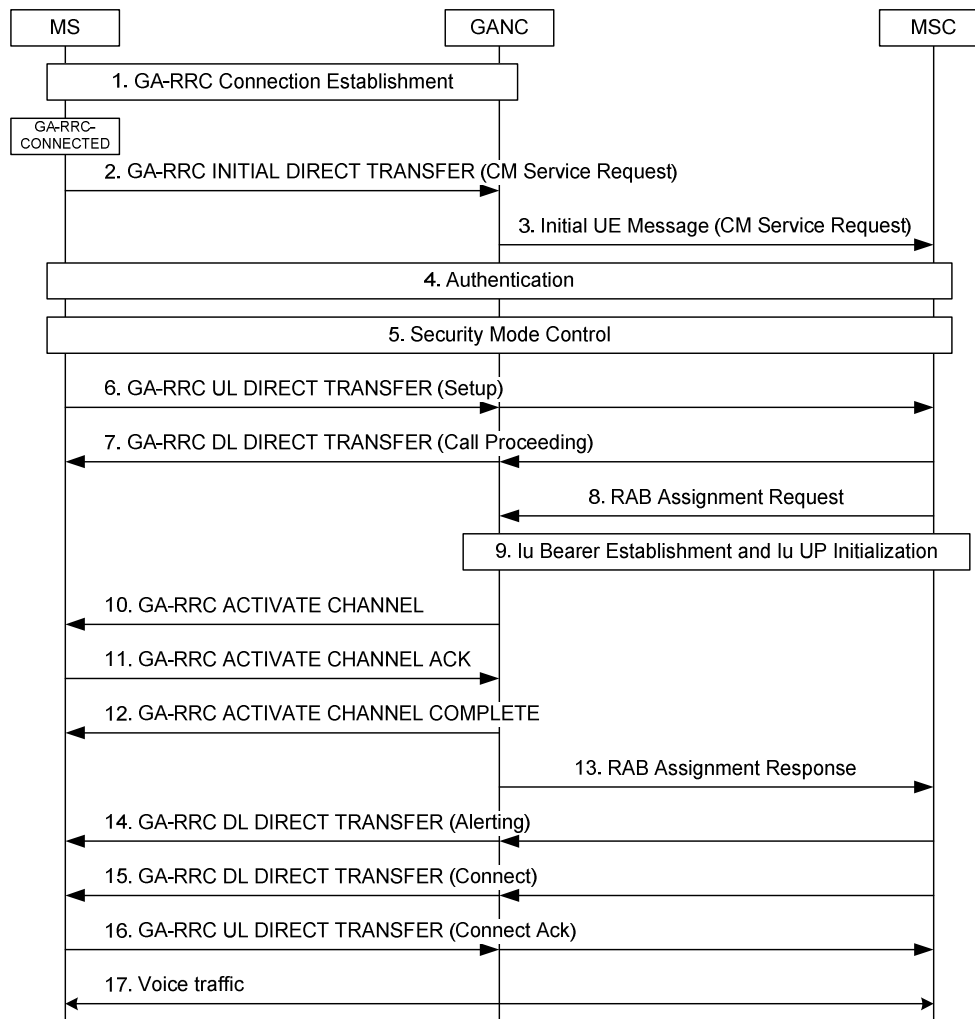 MS
GANC
MSC
1. GA-RRC Connection Establishment
GA-RRC-
CONNECTED
2. GA-RRC INITIAL DIRECT TRANSFER (CM Service Request)
3. Initial UE Message (CM Service Request)
4. Authentication
5. Security Mode Control
6. GA-RRC UL DIRECT TRANSFER (Setup)
7. GA-RRC DL DIRECT TRANSFER (Call Proceeding)
8. RAB Assignment Request
9. Iu Bearer Establishment and Iu UP Initialization
10. GA-RRC ACTIVATE CHANNEL
11. GA-RRC ACTIVATE CHANNEL ACK
12. GA-RRC ACTIVATE CHANNEL COMPLETE
13. RAB Assignment Response
14. GA-RRC DL DIRECT TRANSFER (Alerting)
15. GA-RRC DL DIRECT TRANSFER (Connect)
16. GA-RRC UL DIRECT TRANSFER (Connect Ack)
17. Voice traffic